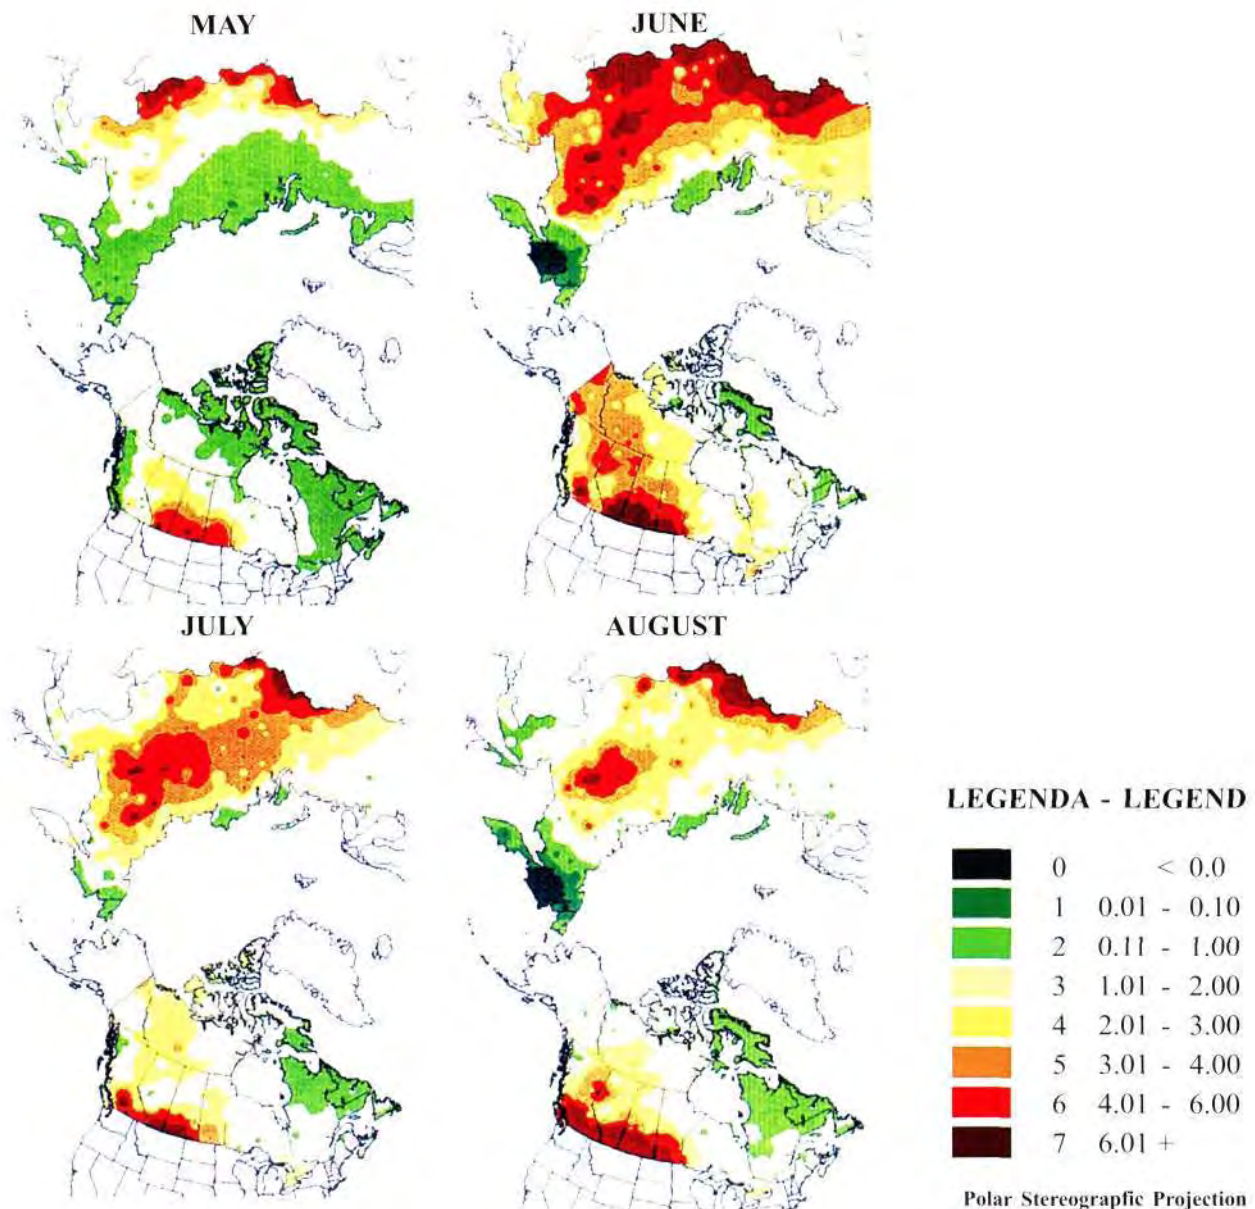 MAY
JUNE
JULY
AUGUST
LEGENDA - LEGEND
0 < 0.0
1 0.01 - 0.10
2 0.11 - 1.00
3 1.01 - 2.00
4 2.01 - 3.00
5 3.01 - 4.00
6 4.01 - 6.00
7 6.01 +
Polar Stereograpfic Projection